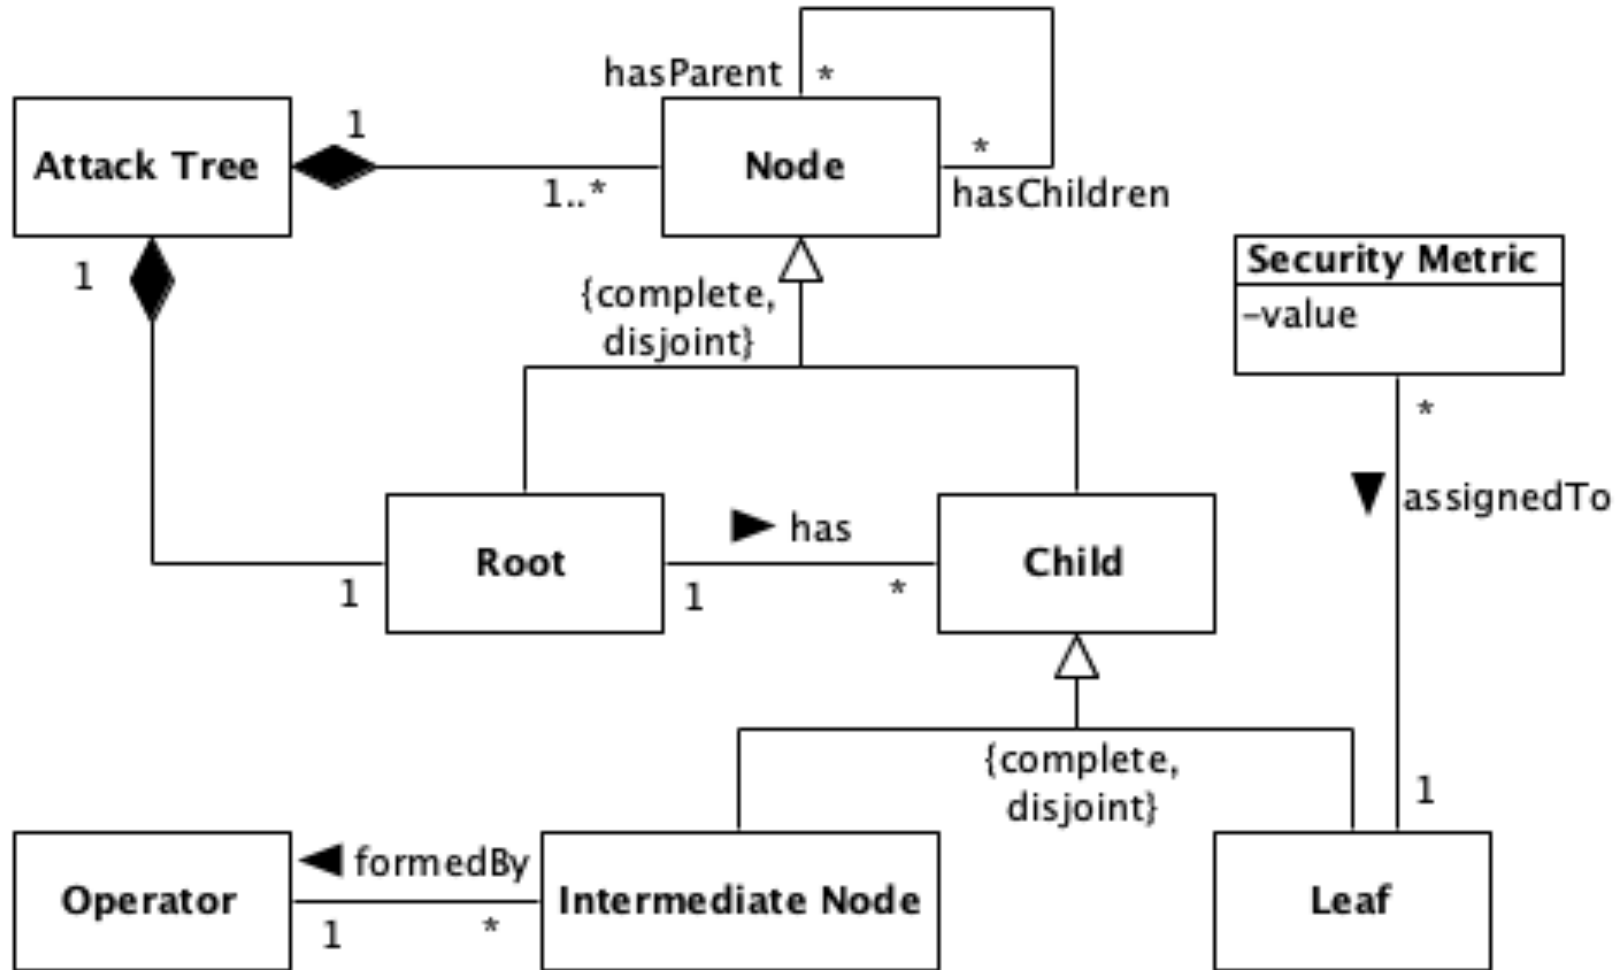 hasParent
*
1
Attack Tree
Node
*
1..*
hasChildren
1
Security Metric
-value
{complete,
disjoint}
*
has
assignedTo
Root
Child
1
1
*
{complete,
disjoint}
1
formedBy
Operator
Intermediate Node
Leaf
1
*